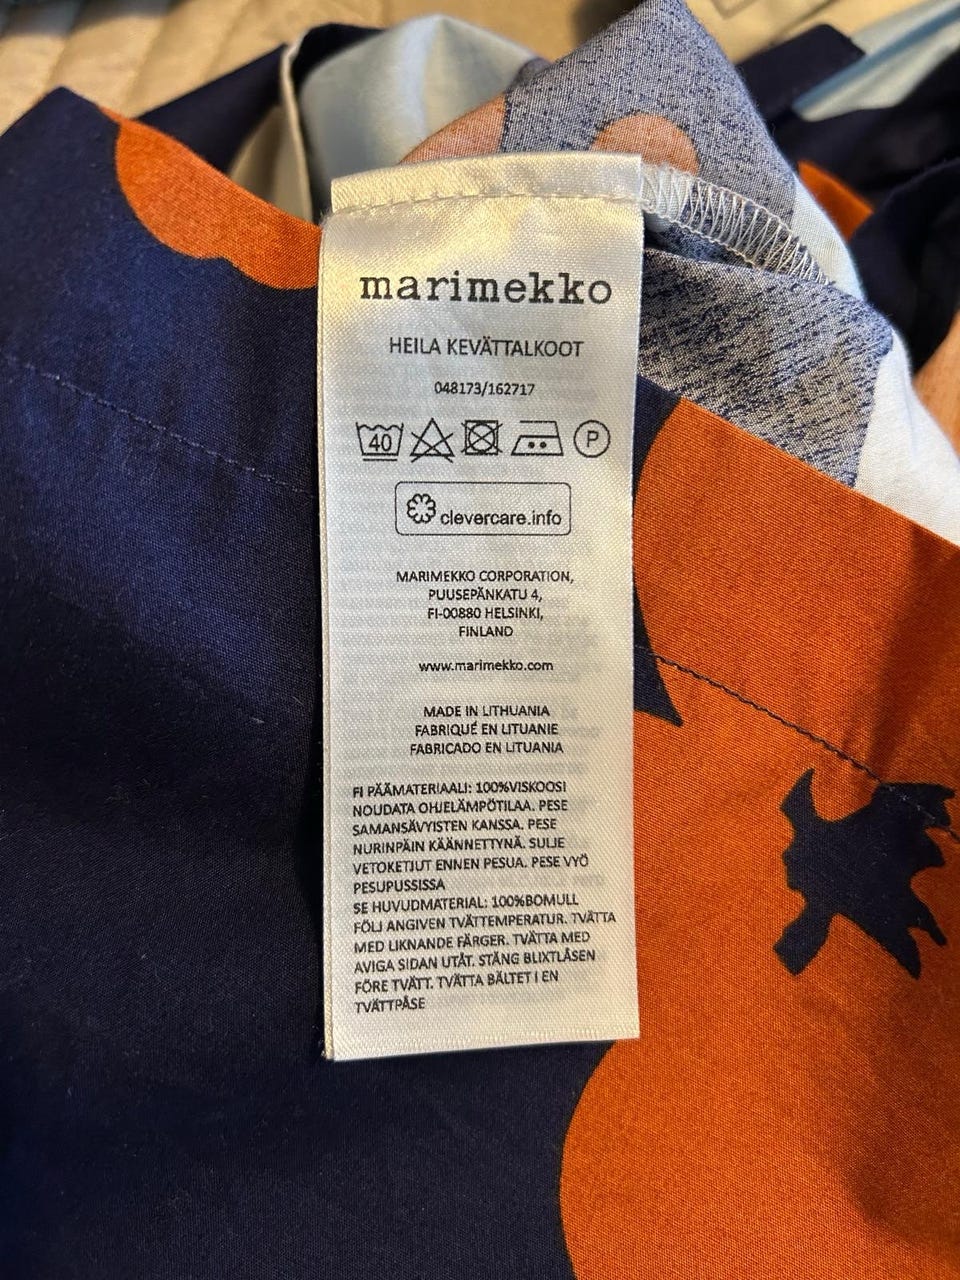 marimekko
HEILA KEVÄTTALKOOT
048173/162717
40
P
clevercare.info
MARIMEKKO CORPORATION,
PUUSEPÄNKATU 4,
FI-00880 HELSINKI,
FINLAND
www.marimekko.com
MADE IN LITHUANIA
FABRIQUÉ EN LITUANIE
FABRICADO EN LITUANIA
FI PÄÄMATERIAALI: 100%VISKOOSI
NOUDATA OHJELÄMPÖTILAA. PESE
SAMANSÄVYISTEN KANSSA. PESE
NURINPÄIN KÄÄNNETTYNÄ. SULJE
VETOKETJUT ENNEN PESUA. PESE VYÖ
PESUPUSSISSA
SE HUVUDMATERIAL: 100%BOMULL
FÖLJ ANGIVEN TVÄTTEMPERATUR. TVÄTTA
MED LIKNANDE FÄRGER. TVÄTTA MED
AVIGA SIDAN UTÅT. STÄNG BLIXTLÅSEN
FÖRE TVÄTT. TVÄTTA BÄLTET I EN
TVÄTTPÅSE